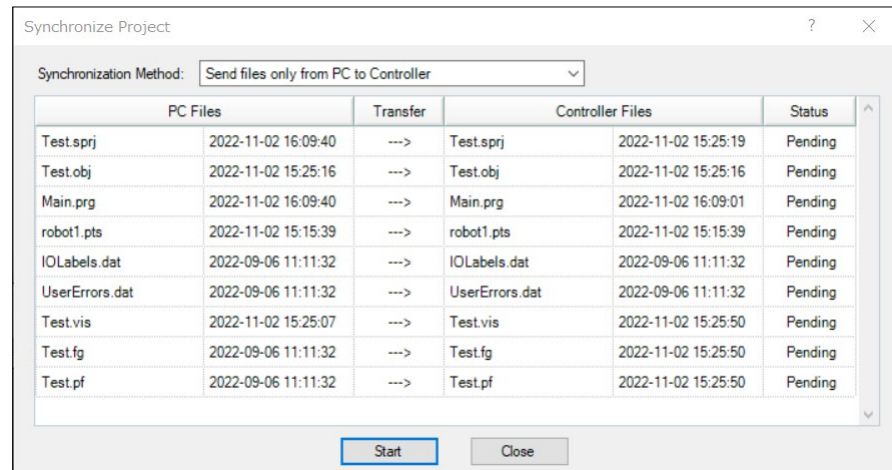 Synchronize Project ? ×
Synchronization Method: Send files only from PC to Controller
PC Files Transfer Controller Files Status
Test.sprj 2022-11-02 16:09:40 ---> Test.sprj 2022-11-02 15:25:19 Pending
Test.obj 2022-11-02 15:25:16 ---> Test.obj 2022-11-02 15:25:16 Pending
Main.prg 2022-11-02 16:09:40 ---> Main.prg 2022-11-02 16:09:01 Pending
robot1.pts 2022-11-02 15:15:39 ---> robot1.pts 2022-11-02 15:15:39 Pending
IOLabels.dat 2022-09-06 11:11:32 ---> IOLabels.dat 2022-09-06 11:11:32 Pending
UserErrors.dat 2022-09-06 11:11:32 ---> UserErrors.dat 2022-09-06 11:11:32 Pending
Test.vis 2022-11-02 15:25:07 ---> Test.vis 2022-11-02 15:25:50 Pending
Test.fg 2022-09-06 11:11:32 ---> Test.fg 2022-11-02 15:25:50 Pending
Test.pf 2022-09-06 11:11:32 ---> Test.pf 2022-11-02 15:25:50 Pending
Start Close